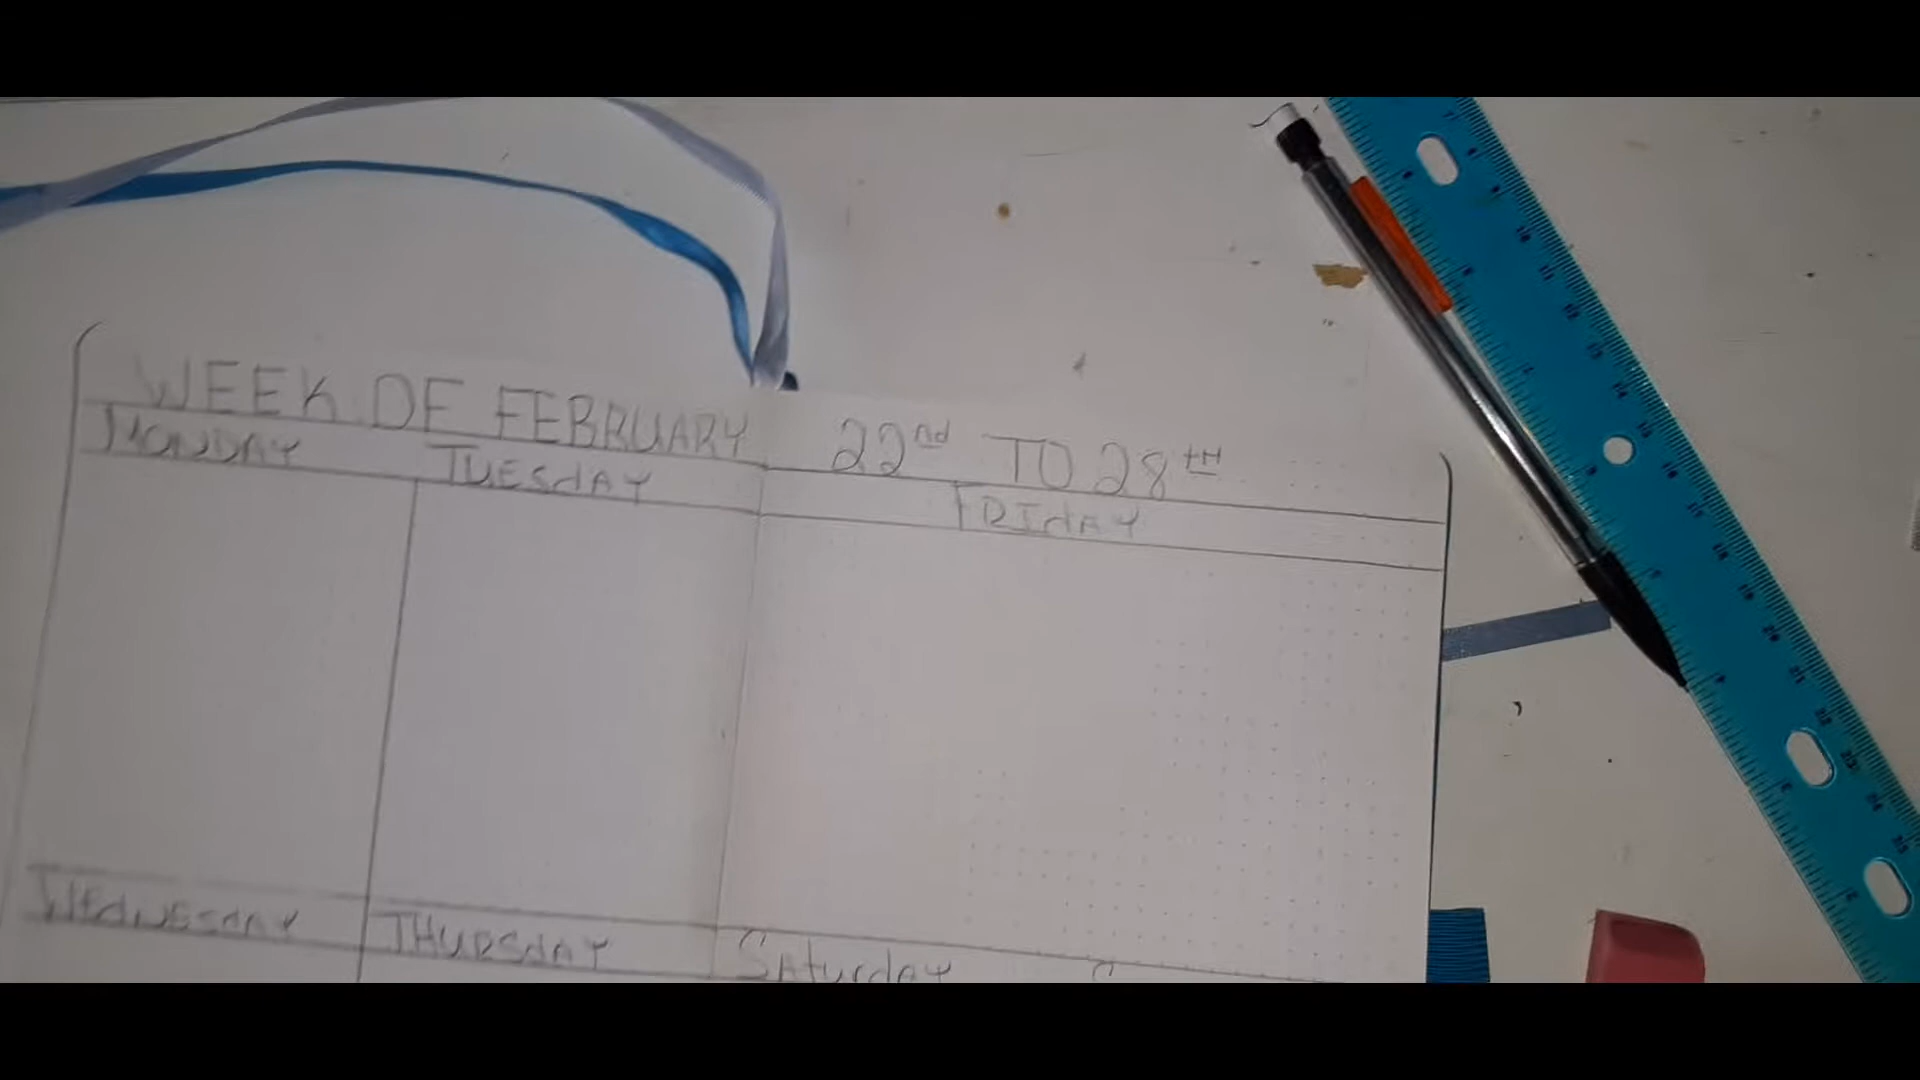 WEEK OF FEBRUARY 22nd TO 28tH
MONDAY TUESdAY FRIdAY
WEdNESdAY THURSdAY SAturdAY